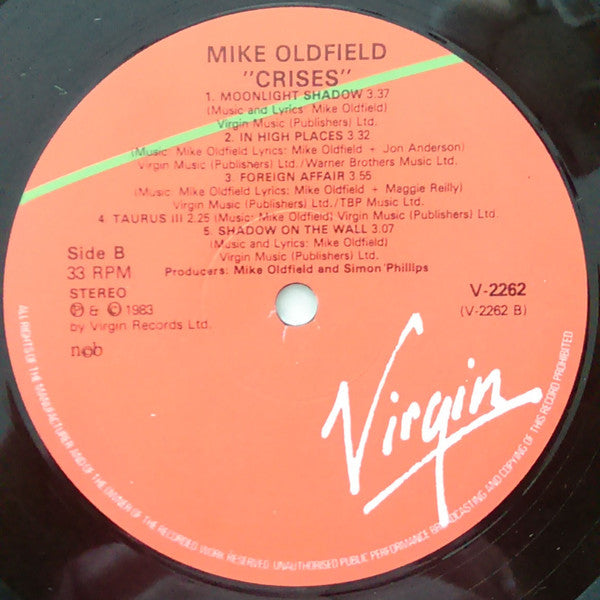 MIKE OLDFIELD
"CRISES"
1. MOONLIGHT SHADOW 3.37
(Music and Lyrics: Mike Oldfield)
Virgin Music (Publishers) Ltd.
2. IN HIGH PLACES 3.32
(Music: Mike Oldfield Lyrics: Mike Oldfield + Jon Anderson)
Virgin Music (Publishers) Ltd./Warner Brothers Music Ltd.
3. FOREIGN AFFAIR 3.55
(Music: Mike Oldfield Lyrics: Mike Oldfield + Maggie Reilly)
Virgin Music (Publishers) Ltd./TBP Music Ltd.
4. TAURUS III 2.25 (Music: Mike Oldfield) Virgin Music (Publishers) Ltd.
5. SHADOW ON THE WALL 3.07
(Music and Lyrics: Mike Oldfield)
Virgin Music (Publishers) Ltd.
Producers: Mike Oldfield and Simon Phillips
Side B
33 RPM
STEREO
℗ & © 1983
by Virgin Records Ltd.
n©b
V-2262
(V-2262 B)
Virgin
ALL RIGHTS OF THE MANUFACTURER AND OF THE OWNER OF THE RECORDED WORK RESERVED. UNAUTHORISED PUBLIC PERFORMANCE BROADCASTING AND COPYING OF THIS RECORD PROHIBITED